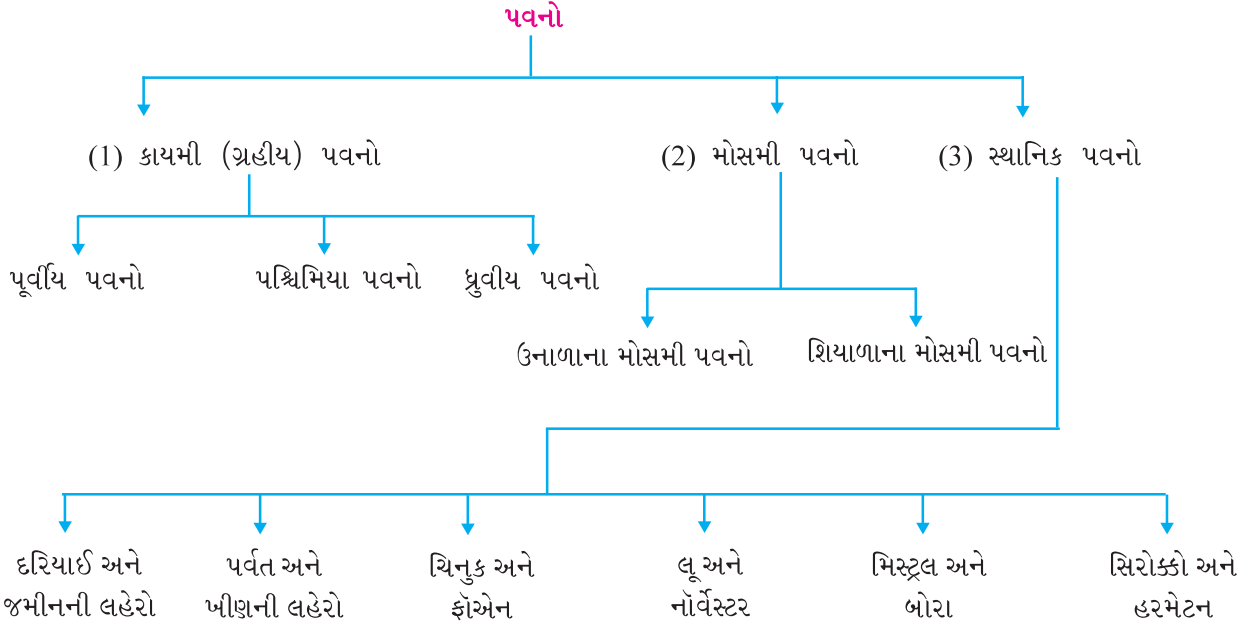 પવનો
(1) કાયમી (ગ્રહીય) પવનો
(2) મોસમી પવનો
(3) સ્થાનિક પવનો
પૂર્વીય પવનો
પશ્ચિમિયા પવનો
ધ્રુવીય પવનો
ઉનાળાના મોસમી પવનો
શિયાળાના મોસમી પવનો
દરિયાઈ અને
જમીનની લહેરો
પર્વત અને
ખીણની લહેરો
ચિનુક અને
ફૉએન
લૂ અને
નૉર્વેસ્ટર
મિસ્ટ્રલ અને
બોરા
સિરોક્કો અને
હરમેટન